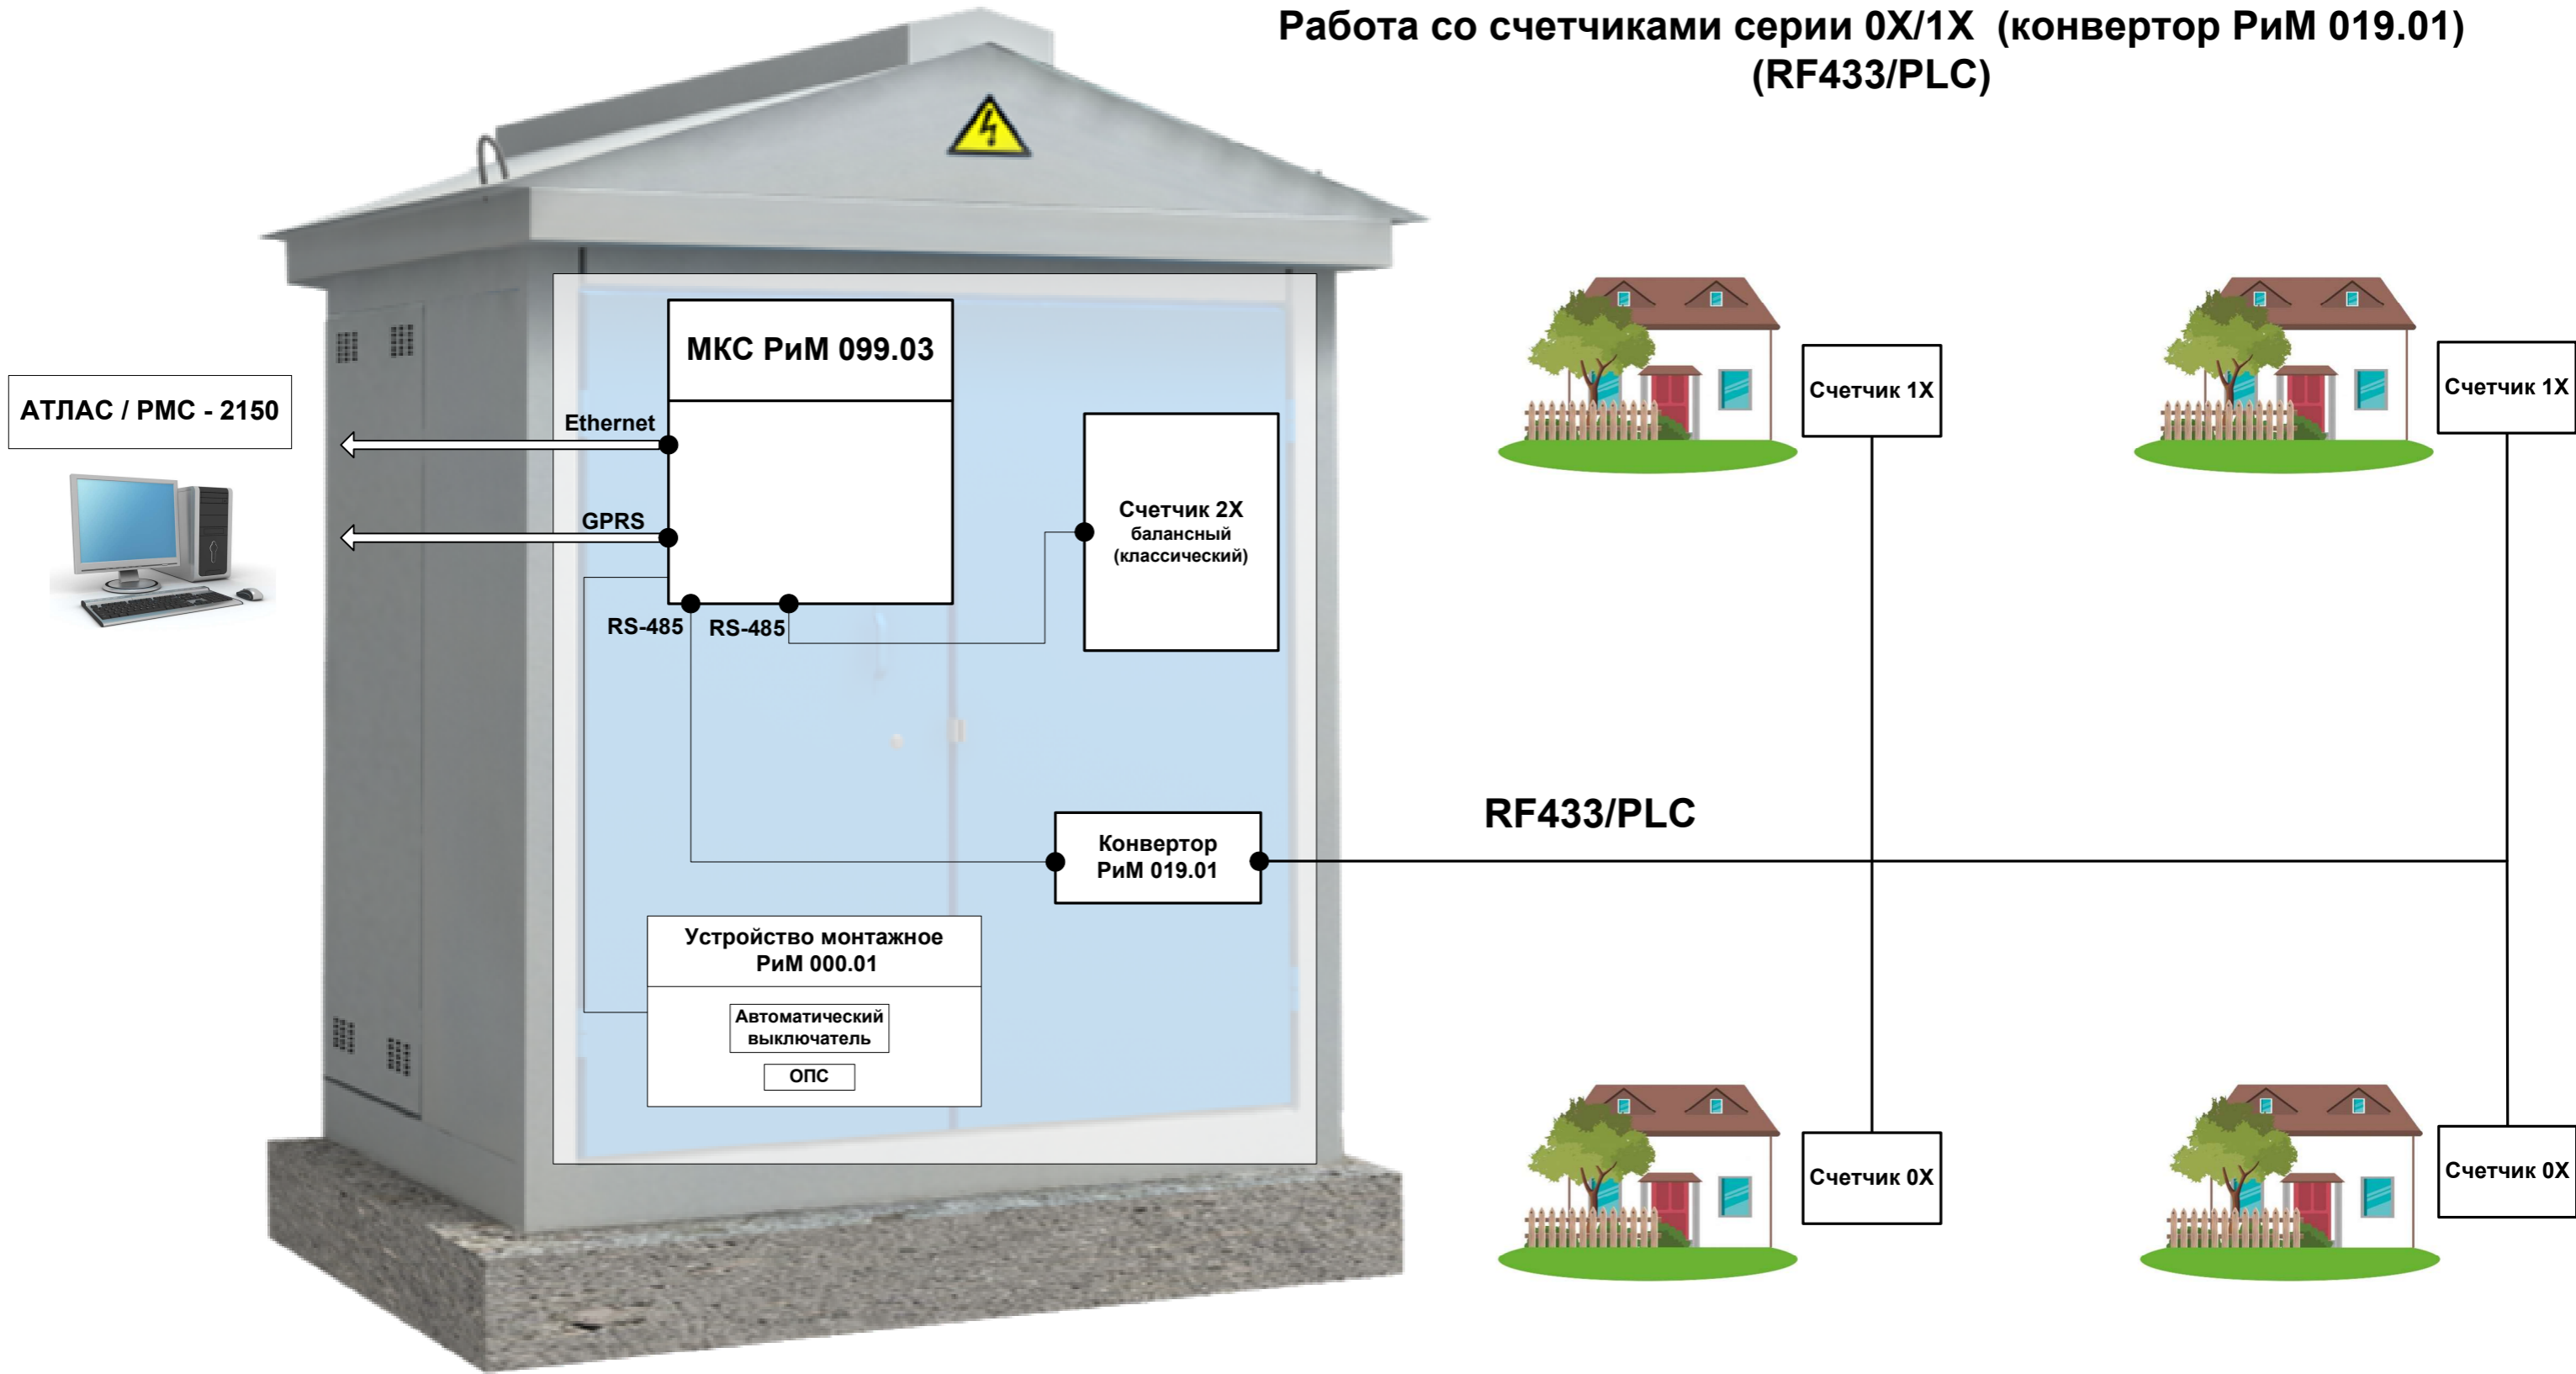 Работа со счетчиками серии 0X/1X (конвертор РиМ 019.01)
(RF433/PLC)
МКС РиМ 099.03
АТЛАС / РМС - 2150
Ethernet
GPRS
RS-485
RS-485
Счетчик 2X
балансный
(классический)
Счетчик 1X
Счетчик 1X
RF433/PLC
Конвертор
РиМ 019.01
Устройство монтажное
РиМ 000.01
Автоматический
выключатель
ОПС
Счетчик 0X
Счетчик 0X